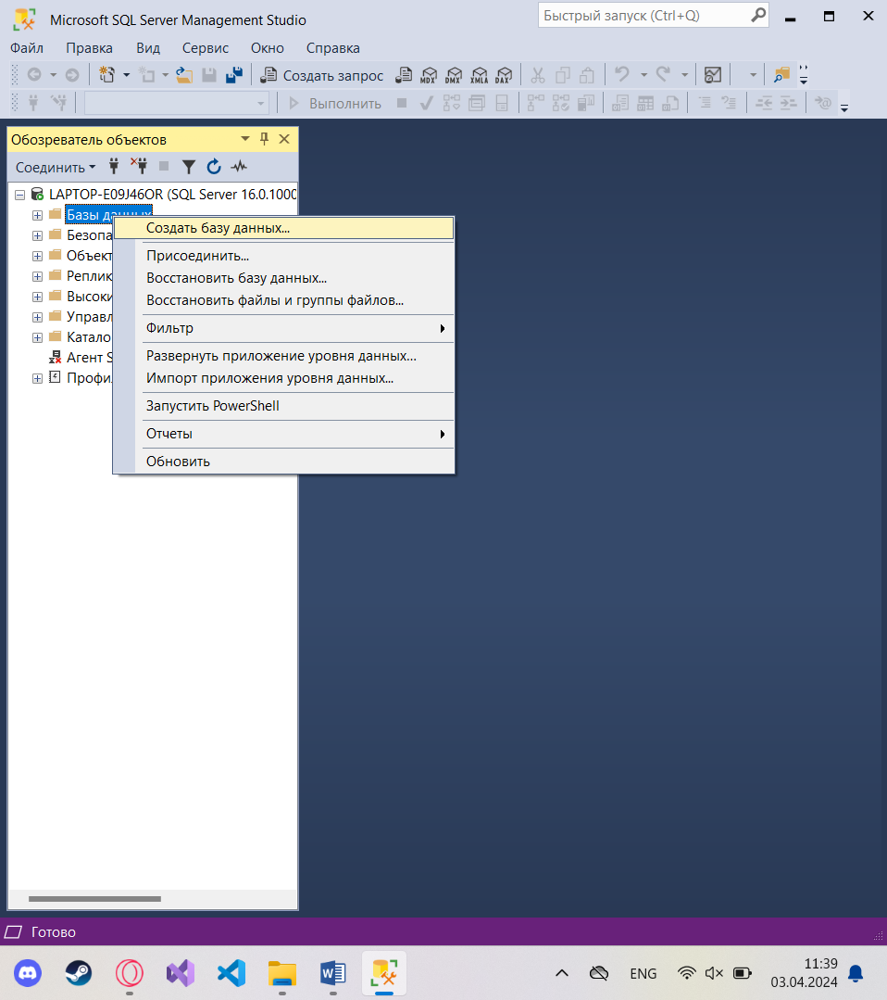 Microsoft SQL Server Management Studio
Быстрый запуск (Ctrl+Q)
Файл Правка Вид Сервис Окно Справка
Создать запрос MDX DMX XMLA DAX
Выполнить
Обозреватель объектов
Соединить
LAPTOP-E09J46OR (SQL Server 16.0.1000
Базы данных
Создать базу данных...
Безопа
Объект
Присоединить...
Реплик
Восстановить базу данных...
Высоки
Восстановить файлы и группы файлов...
Управл
Фильтр
Катало
Агент S
Развернуть приложение уровня данных...
Профи
Импорт приложения уровня данных...
Запустить PowerShell
Отчеты
Обновить
Готово
ENG
11:39
03.04.2024